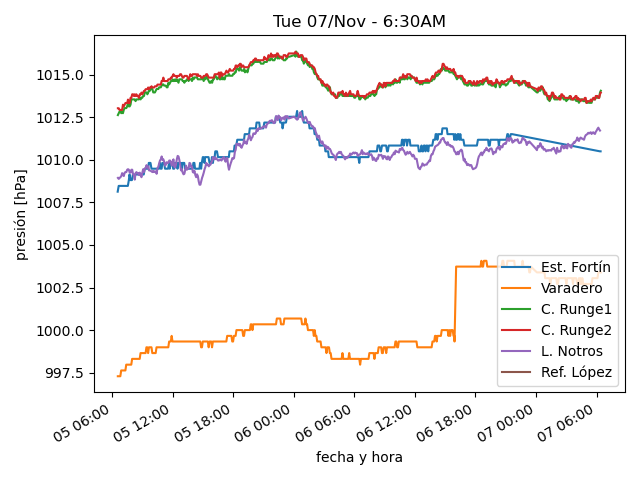 Tue 07/Nov - 6:30AM
1015.0
1012.5
1010.0
1007.5
1005.0
1002.5
1000.0
997.5
presión [hPa]
Est. Fortín
Varadero
C. Runge1
C. Runge2
L. Notros
Ref. López
05 06:00
05 12:00
05 18:00
06 00:00
06 06:00
06 12:00
06 18:00
07 00:00
07 06:00
fecha y hora